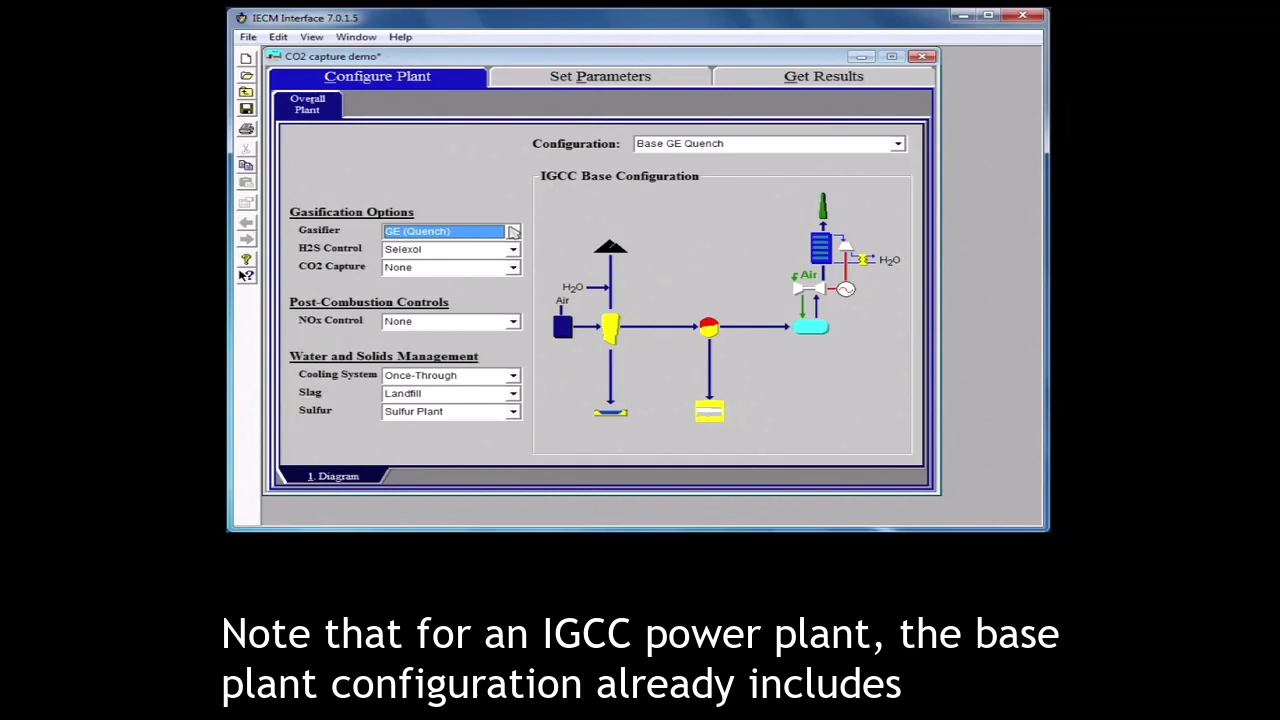 IECM Interface 7.0.1.5
File Edit View Window Help
CO2 capture demo*
Configure Plant Set Parameters Get Results
Overall
Plant
Configuration: Base GE Quench
IGCC Base Configuration
Gasification Options
Gasifier GE (Quench)
H2S Control Selexol
CO2 Capture None
Post-Combustion Controls
NOx Control None
Water and Solids Management
Cooling System Once-Through
Slag Landfill
Sulfur Sulfur Plant
H2O
Air
Air
H2O
1. Diagram
Note that for an IGCC power plant, the base
plant configuration already includes